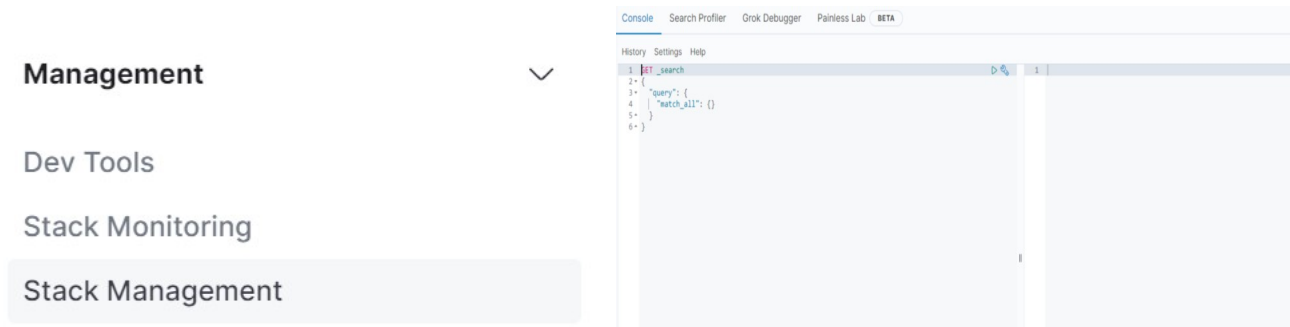 Management
Dev Tools
Stack Monitoring
Stack Management
Console Search Profiler Grok Debugger Painless Lab BETA
History Settings Help
1 GET _search
2 {
3 "query": {
4 "match_all": {}
5 }
6 }
1